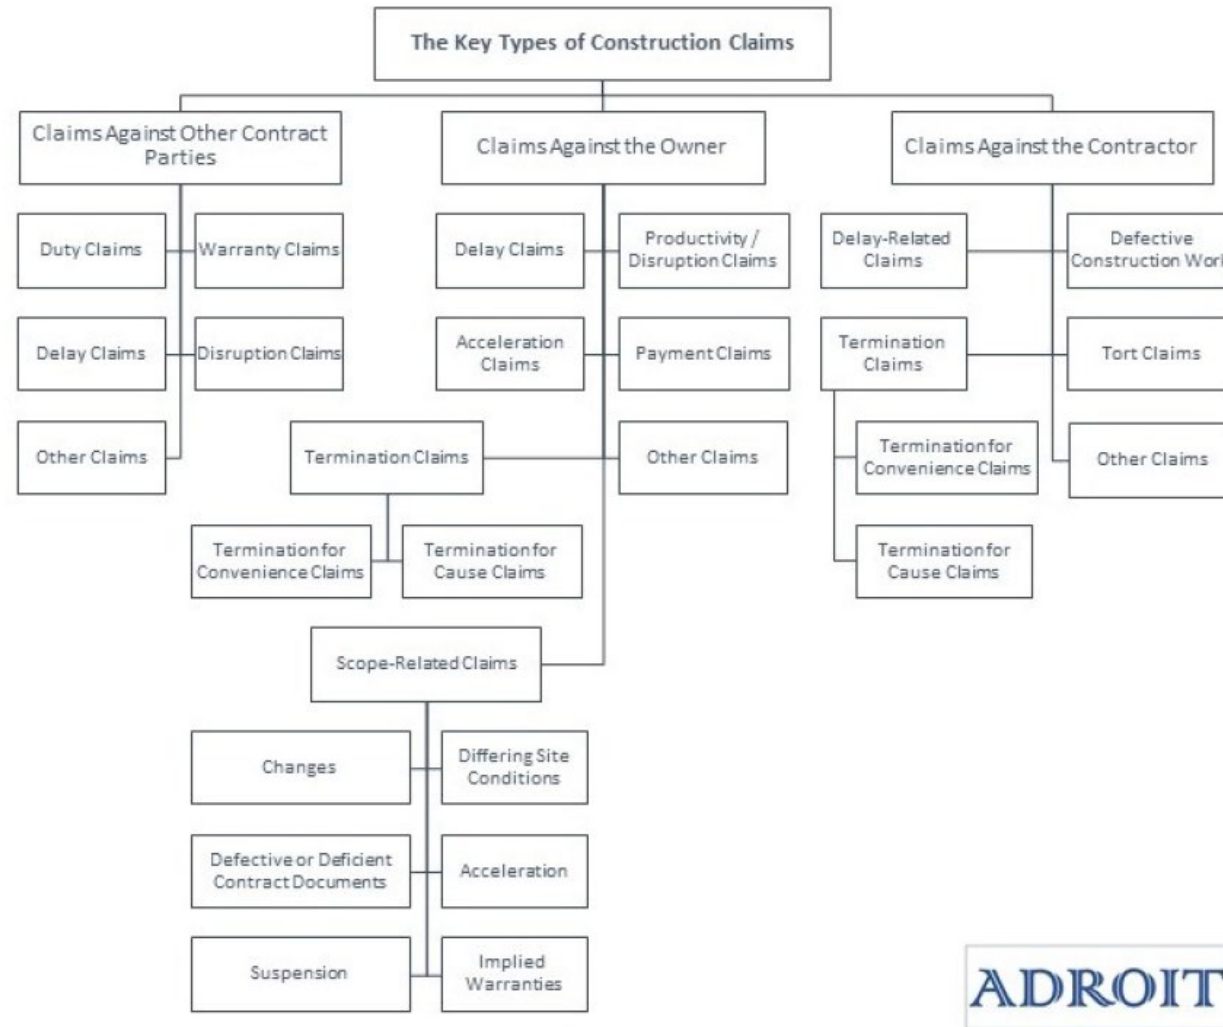 The Key Types of Construction Claims
Claims Against Other Contract
Parties
Claims Against the Owner
Claims Against the Contractor
Duty Claims
Warranty Claims
Delay Claims
Productivity /
Disruption Claims
Delay-Related
Claims
Defective
Construction Work
Delay Claims
Disruption Claims
Acceleration
Claims
Payment Claims
Termination
Claims
Tort Claims
Other Claims
Termination Claims
Other Claims
Termination for
Convenience Claims
Other Claims
Termination for
Convenience Claims
Termination for
Cause Claims
Termination for
Cause Claims
Scope-Related Claims
Changes
Differing Site
Conditions
Defective or Deficient
Contract Documents
Acceleration
Suspension
Implied
Warranties
ADROIT